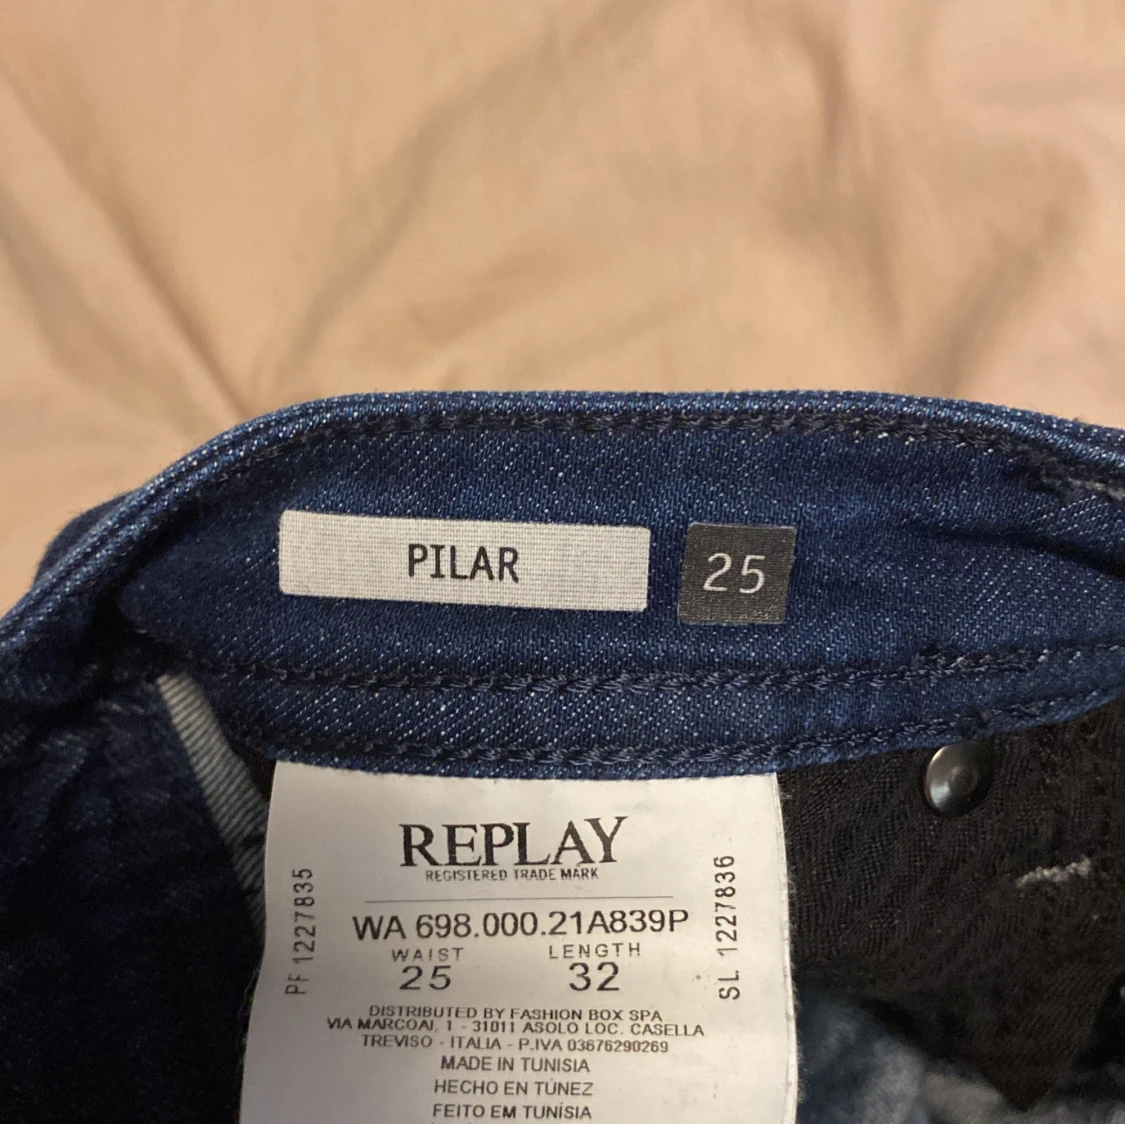 PILAR
25
REPLAY
REGISTERED TRADE MARK
WA 698.000.21A839P
WAIST LENGTH
25 32
DISTRIBUTED BY FASHION BOX SPA
VIA MARCOAI, 1 - 31011 ASOLO LOC. CASELLA
TREVISO - ITALIA - P.IVA 03676290269
MADE IN TUNISIA
HECHO EN TÚNEZ
FEITO EM TUNÍSIA
PF 1227835
SL 1227836